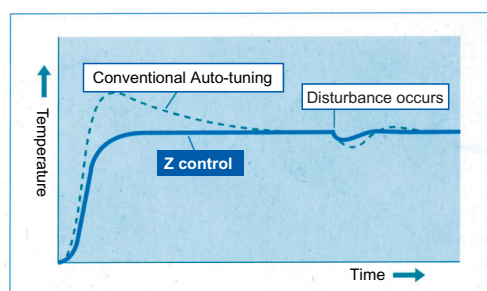 Conventional Auto-tuning
Disturbance occurs
Temperature
Z control
Time